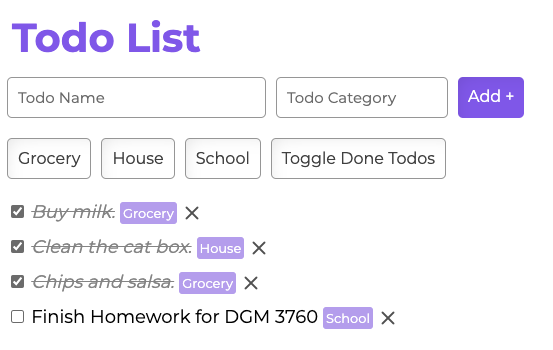 Todo List
Todo Name Todo Category Add +
Grocery House School Toggle Done Todos
Buy milk. Grocery
Clean the cat box. House
Chips and salsa. Grocery
Finish Homework for DGM 3760 School